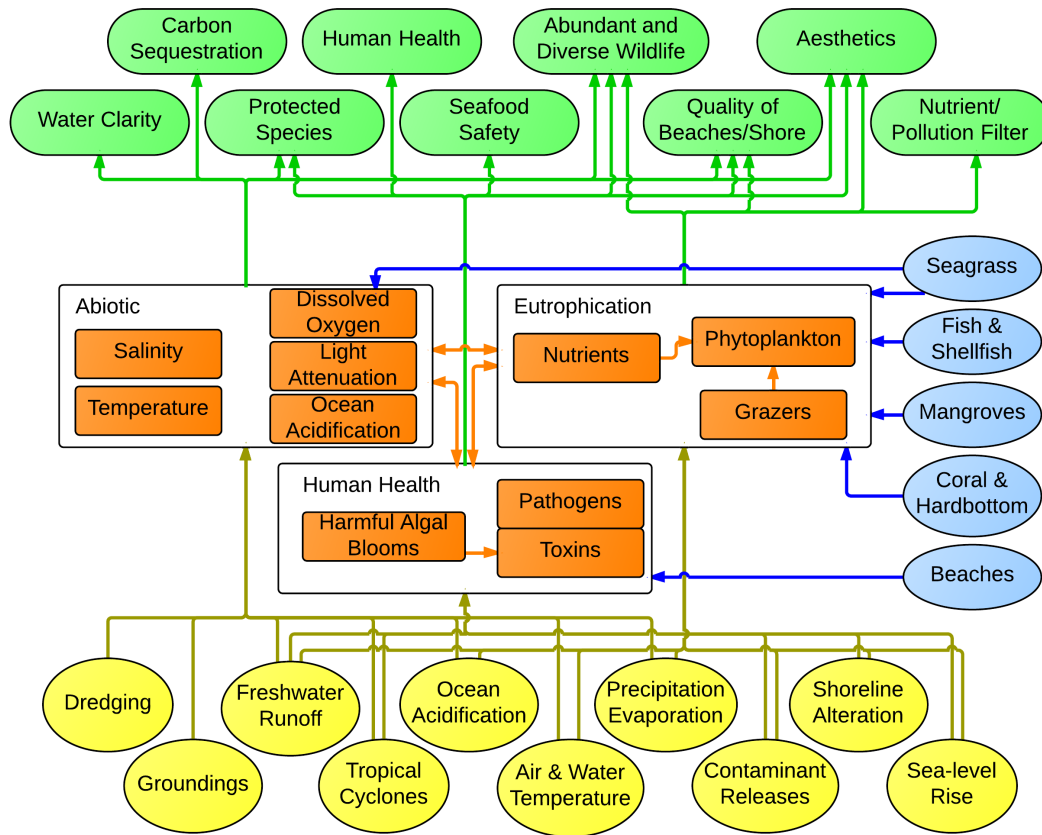 Carbon
Sequestration
Human Health
Abundant and
Diverse Wildlife
Aesthetics
Water Clarity
Protected
Species
Seafood
Safety
Quality of
Beaches/Shore
Nutrient/
Pollution Filter
Seagrass
Fish &
Shellfish
Mangroves
Coral &
Hardbottom
Beaches
Abiotic
Salinity
Temperature
Dissolved
Oxygen
Light
Attenuation
Ocean
Acidification
Eutrophication
Nutrients
Phytoplankton
Grazers
Human Health
Harmful Algal
Blooms
Pathogens
Toxins
Dredging
Freshwater
Runoff
Ocean
Acidification
Precipitation
Evaporation
Shoreline
Alteration
Groundings
Tropical
Cyclones
Air & Water
Temperature
Contaminant
Releases
Sea-level
Rise